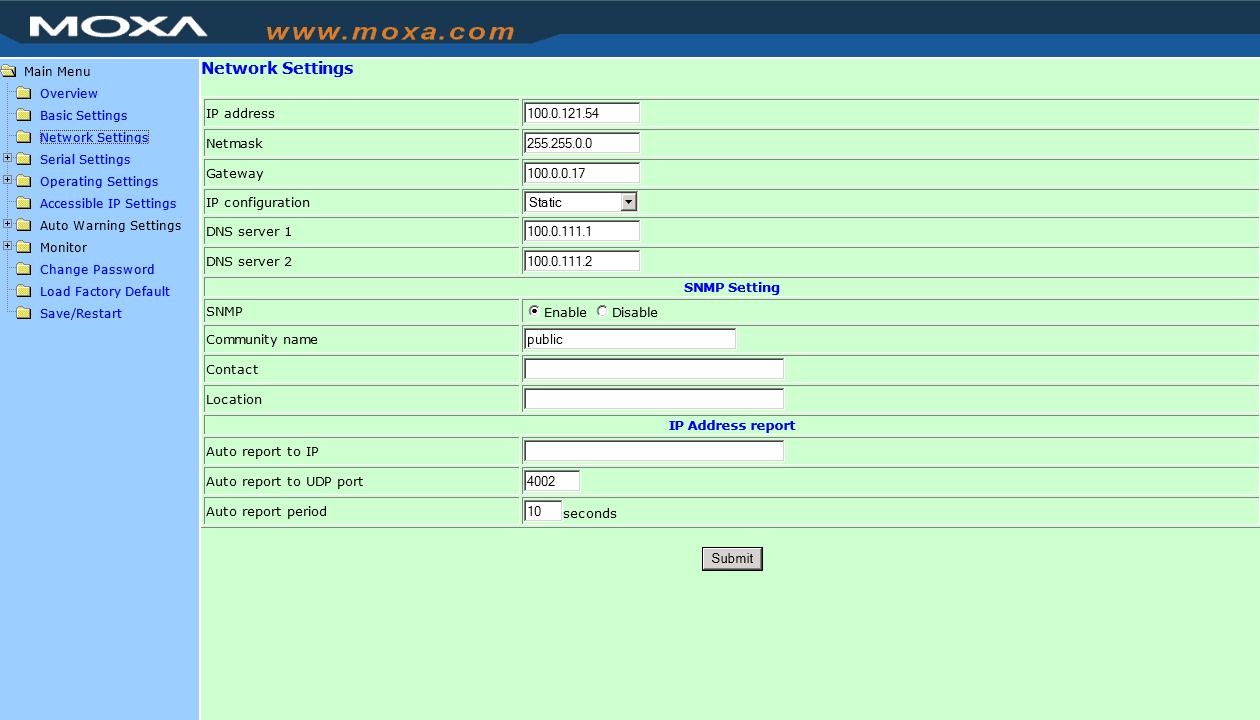 MOXA
www.moxa.com
Main Menu
Overview
Basic Settings
Network Settings
Serial Settings
Operating Settings
Accessible IP Settings
Auto Warning Settings
Monitor
Change Password
Load Factory Default
Save/Restart
Network Settings
IP address 100.0.121.54
Netmask 255.255.0.0
Gateway 100.0.0.17
IP configuration Static
DNS server 1 100.0.111.1
DNS server 2 100.0.111.2
SNMP Setting
SNMP Enable Disable
Community name public
Contact
Location
IP Address report
Auto report to IP
Auto report to UDP port 4002
Auto report period 10 seconds
Submit